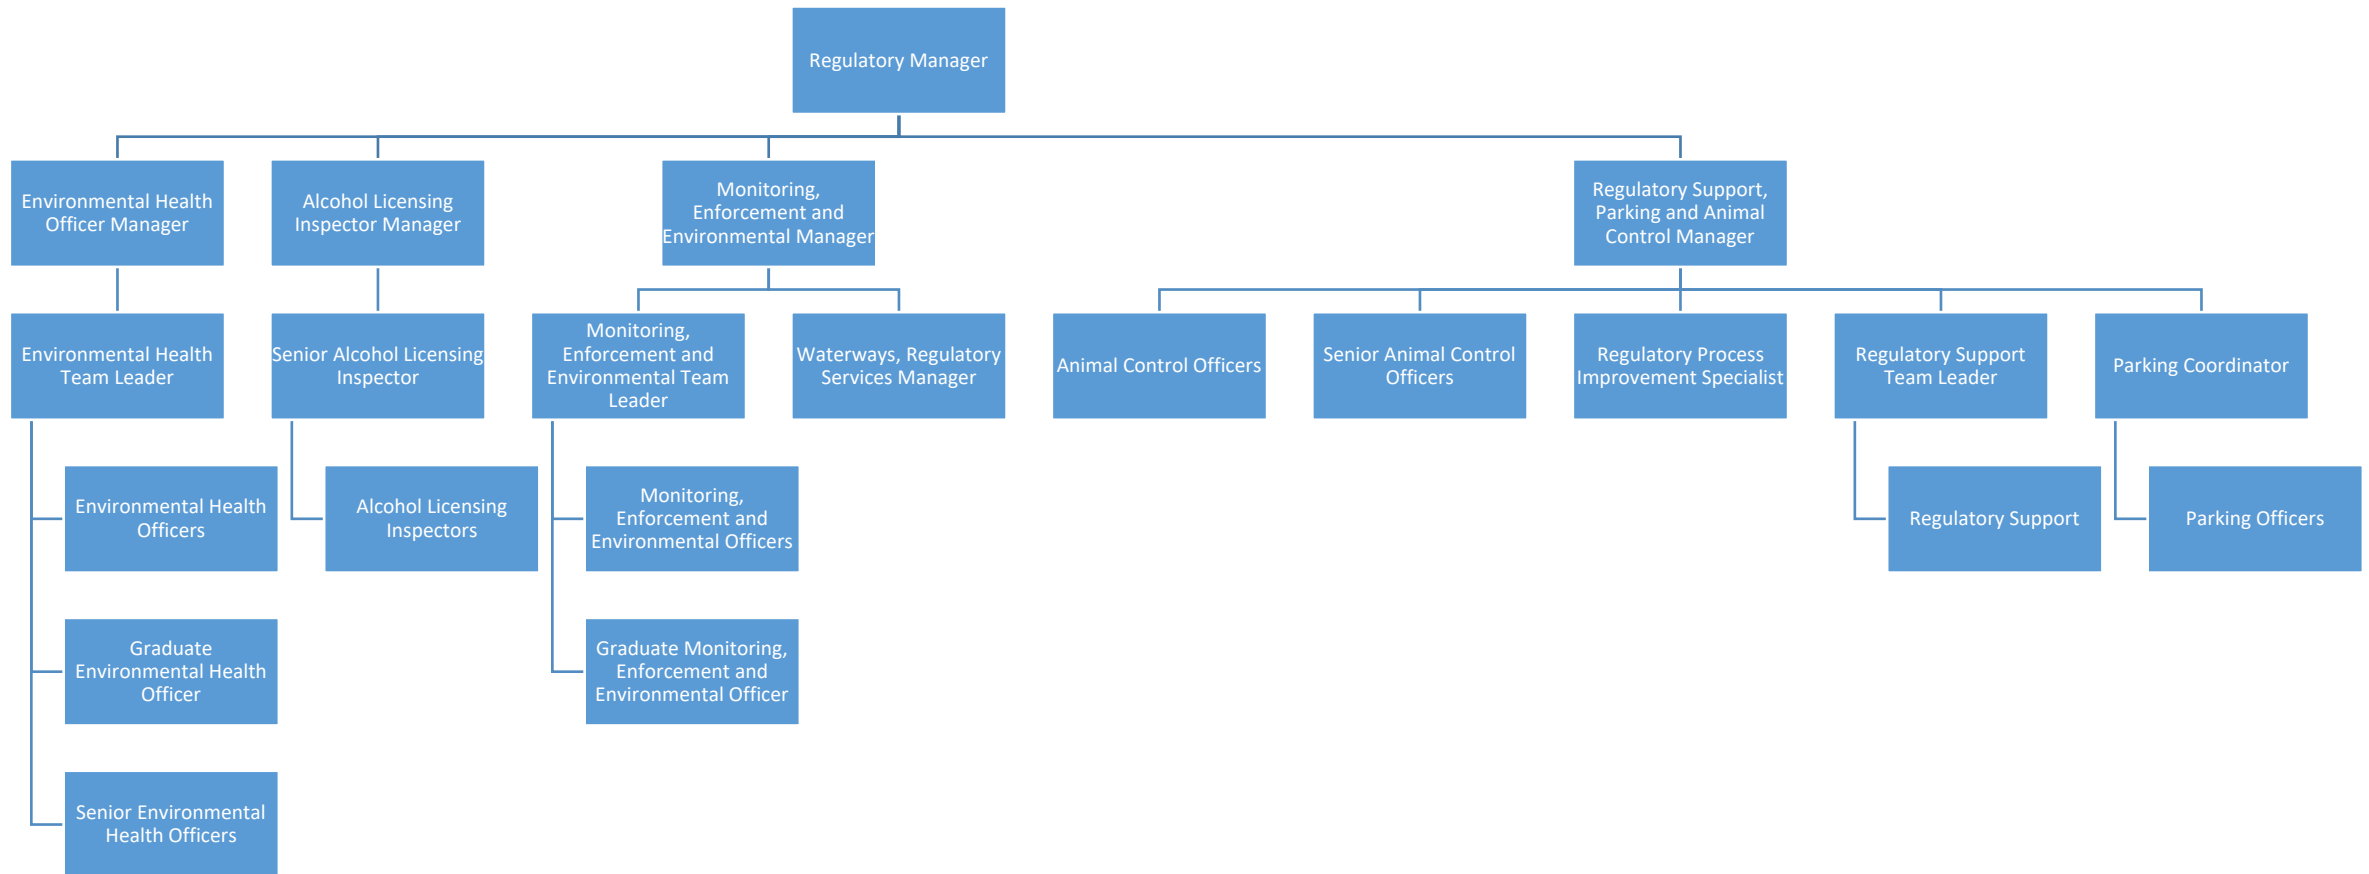 Regulatory Manager
Environmental Health
Officer Manager
Alcohol Licensing
Inspector Manager
Monitoring,
Enforcement and
Environmental Manager
Regulatory Support,
Parking and Animal
Control Manager
Environmental Health
Team Leader
Senior Alcohol Licensing
Inspector
Monitoring,
Enforcement and
Environmental Team
Leader
Waterways, Regulatory
Services Manager
Animal Control Officers
Senior Animal Control
Officers
Regulatory Process
Improvement Specialist
Regulatory Support
Team Leader
Parking Coordinator
Environmental Health
Officers
Alcohol Licensing
Inspectors
Monitoring,
Enforcement and
Environmental Officers
Regulatory Support
Parking Officers
Graduate
Environmental Health
Officer
Graduate Monitoring,
Enforcement and
Environmental Officer
Senior Environmental
Health Officers